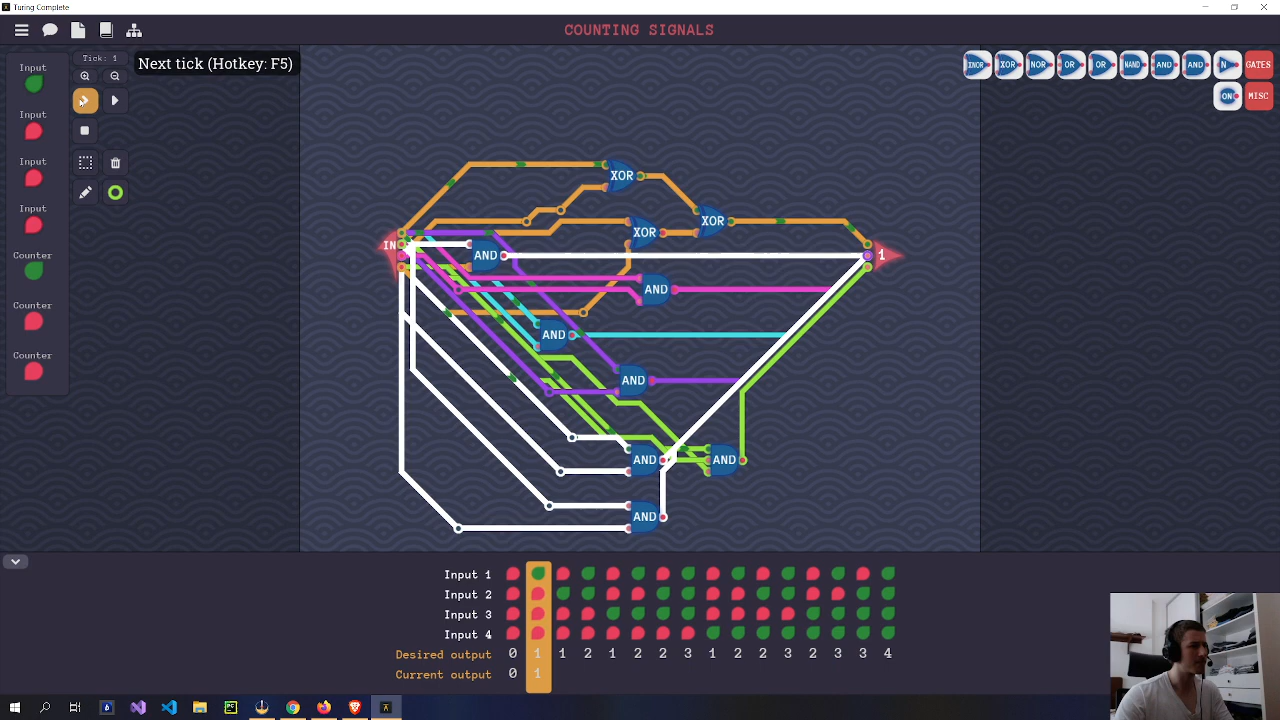 Turing Complete
COUNTING SIGNALS
Tick: 1
Next tick (Hotkey: F5)
Input
Input
Input
Input
Counter
Counter
Counter
XOR NOR OR OR NAND AND AND N GATES
ON MISC
XOR
XOR
XOR
IN
AND
1
AND
AND
AND
AND
AND
AND
Input 1
Input 2
Input 3
Input 4
Desired output 0 1 1 2 1 2 2 3 1 2 2 3 2 3 3 4
Current output 0 1